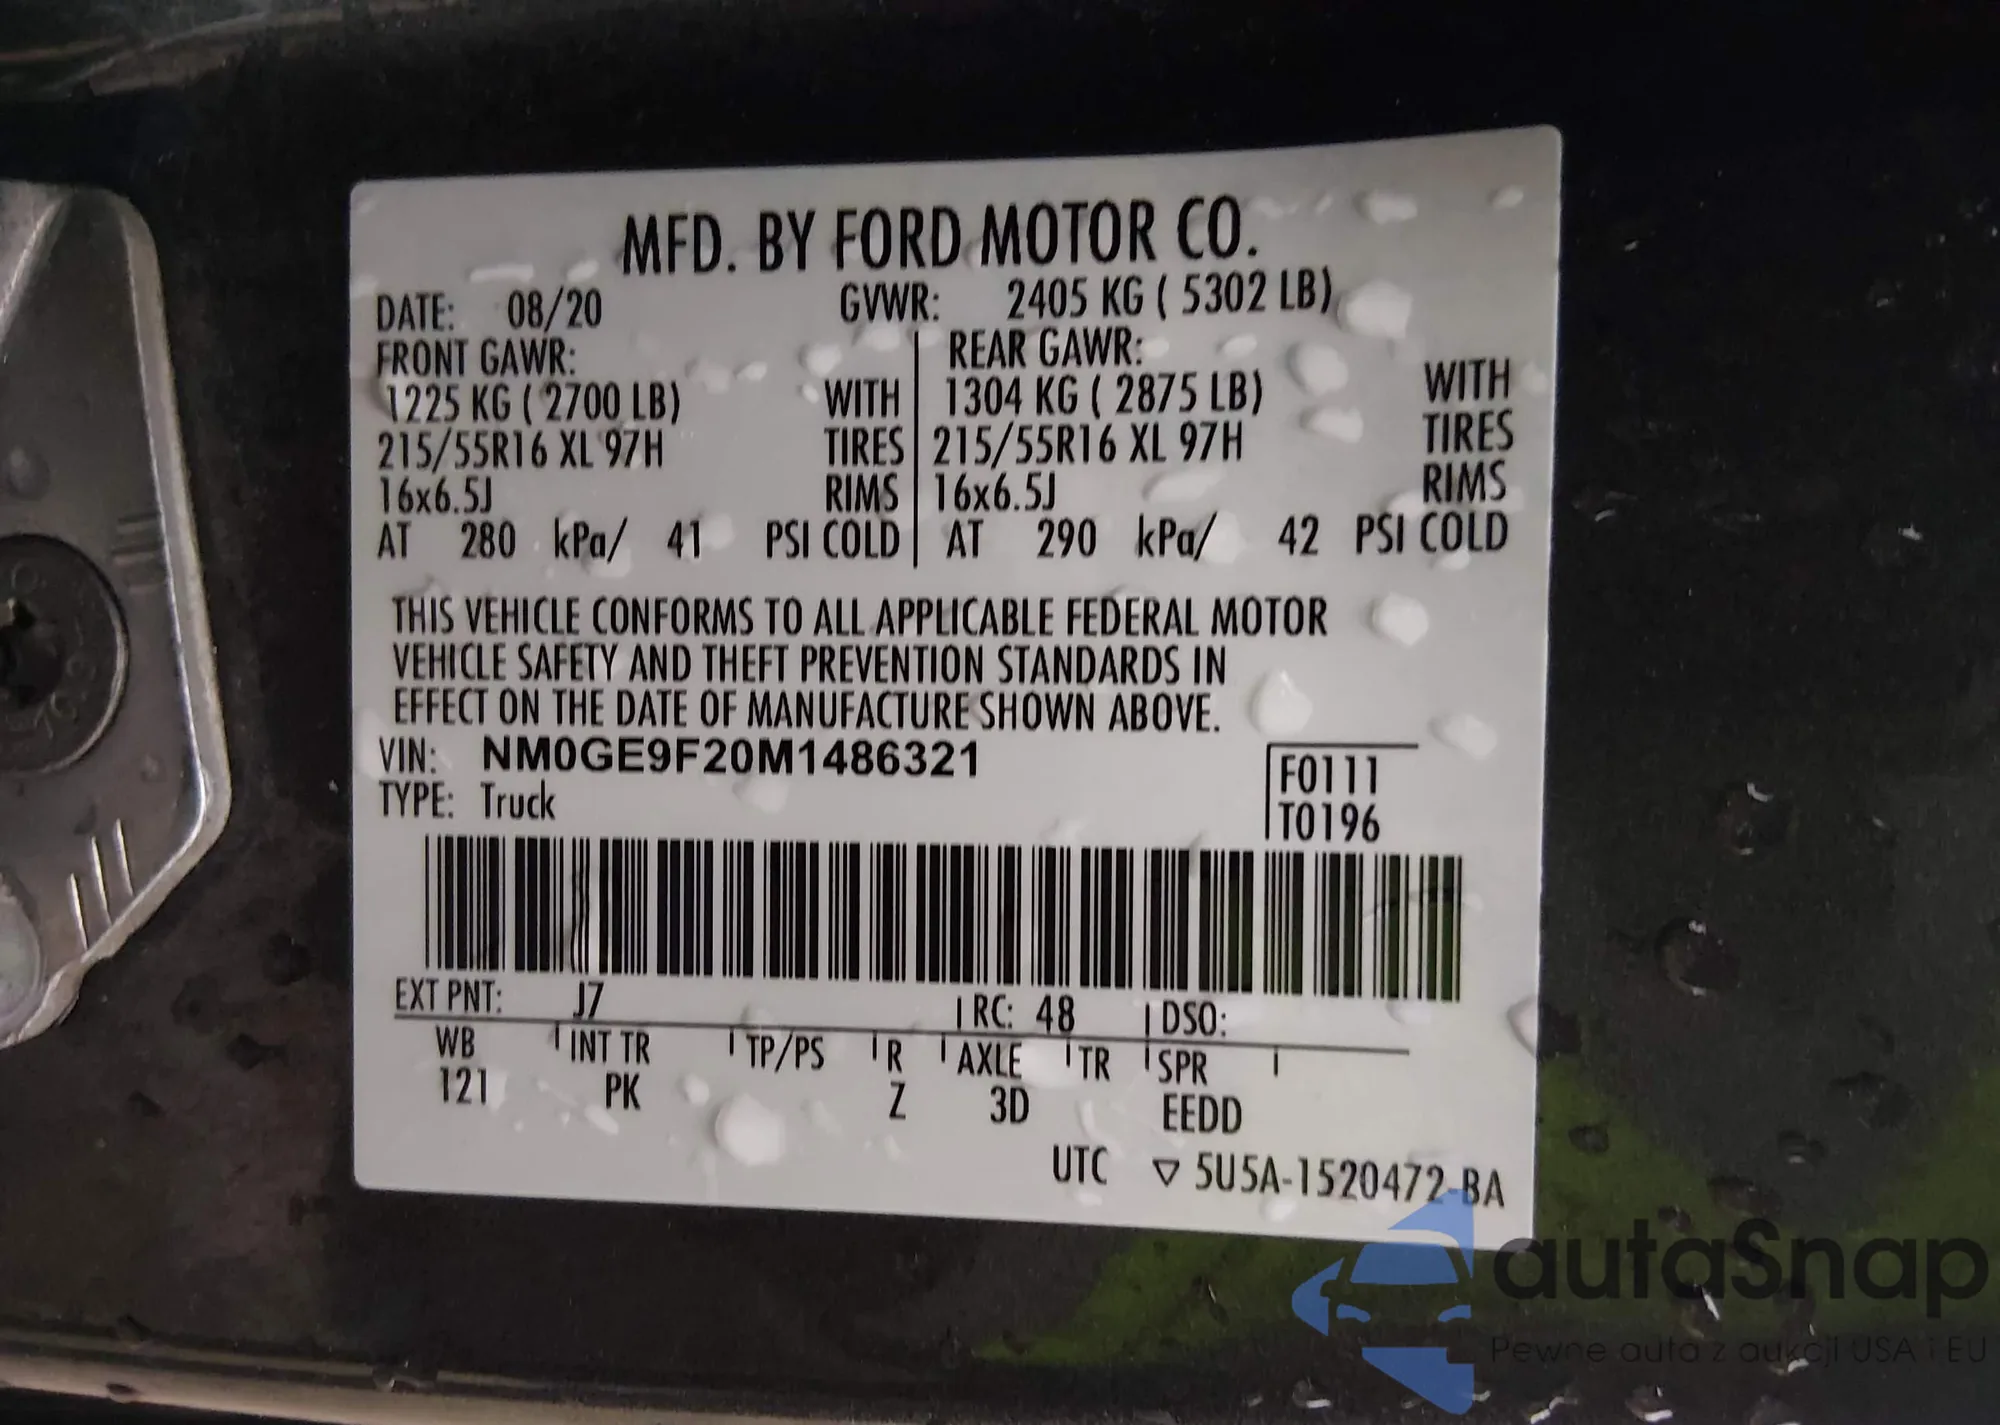 MFD. BY FORD MOTOR CO.
DATE: 08/20 GVWR: 2405 KG ( 5302 LB)
FRONT GAWR: REAR GAWR:
1225 KG ( 2700 LB) WITH 1304 KG ( 2875 LB) WITH
215/55R16 XL 97H TIRES 215/55R16 XL 97H TIRES
16x6.5J RIMS 16x6.5J RIMS
AT 280 kPa/ 41 PSI COLD AT 290 kPa/ 42 PSI COLD
THIS VEHICLE CONFORMS TO ALL APPLICABLE FEDERAL MOTOR
VEHICLE SAFETY AND THEFT PREVENTION STANDARDS IN
EFFECT ON THE DATE OF MANUFACTURE SHOWN ABOVE.
VIN: NM0GE9F20M1486321
F0111
TYPE: Truck
T0196
EXT PNT: J7 RC: 48 DSO:
WB INT TR TP/PS R AXLE TR SPR
121 PK Z 3D EEDD
UTC ▽ 5U5A-1520472-BA
autaSnap
Pewne auta z aukcji USA i EU